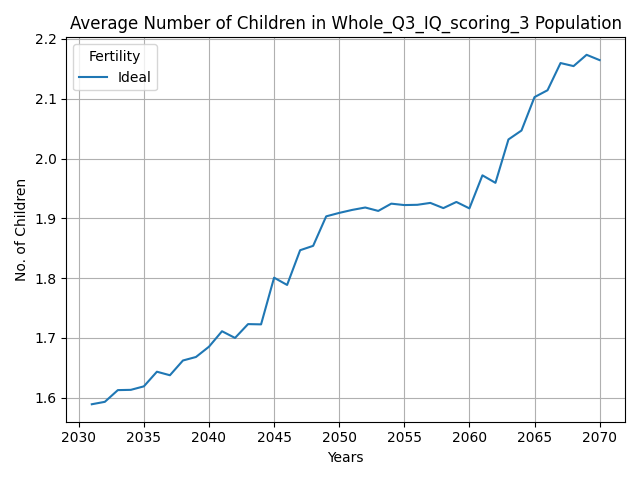 Average Number of Children in Whole_Q3_IQ_scoring_3 Population
Fertility
Ideal
No. of Children
2.2
2.1
2.0
1.9
1.8
1.7
1.6
2030 2035 2040 2045 2050 2055 2060 2065 2070
Years